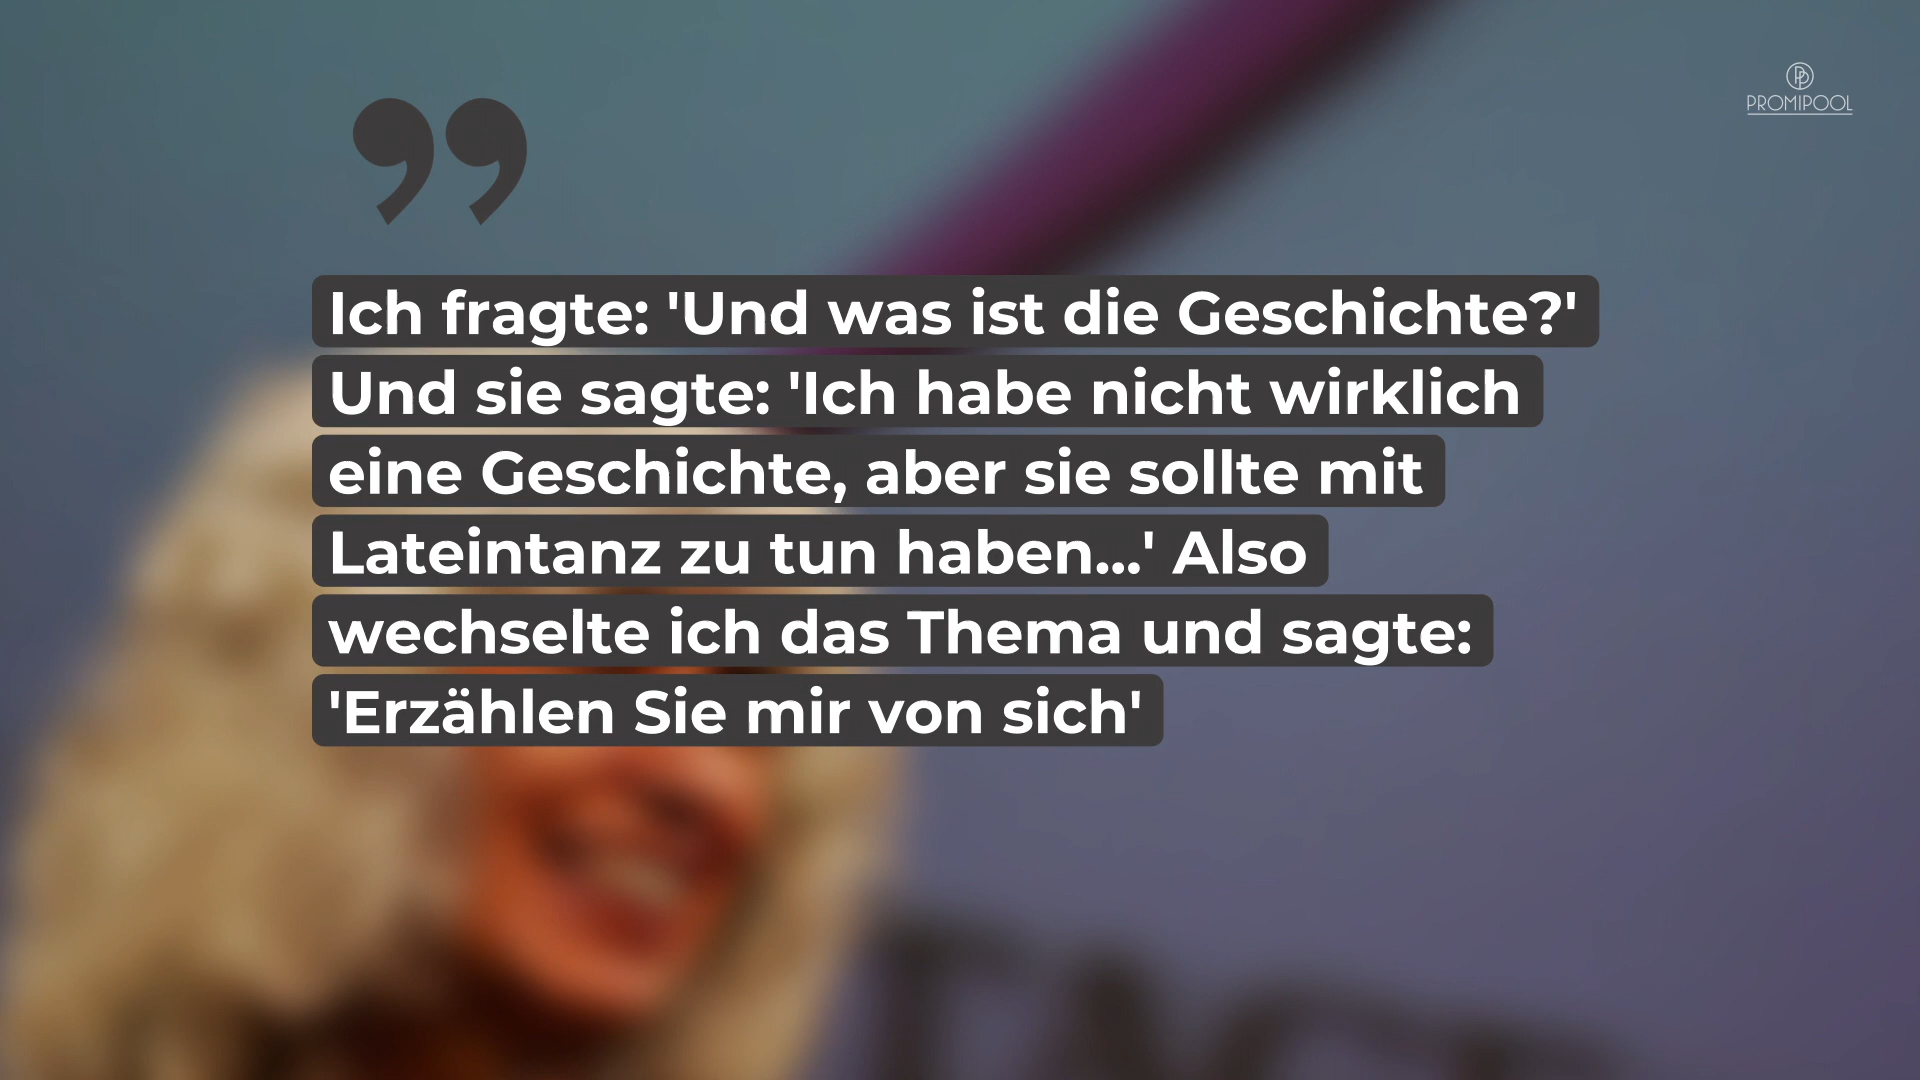 PROMIPOOL
”
Ich fragte: 'Und was ist die Geschichte?'
Und sie sagte: 'Ich habe nicht wirklich
eine Geschichte, aber sie sollte mit
Lateintanz zu tun haben...' Also
wechselte ich das Thema und sagte:
'Erzählen Sie mir von sich'